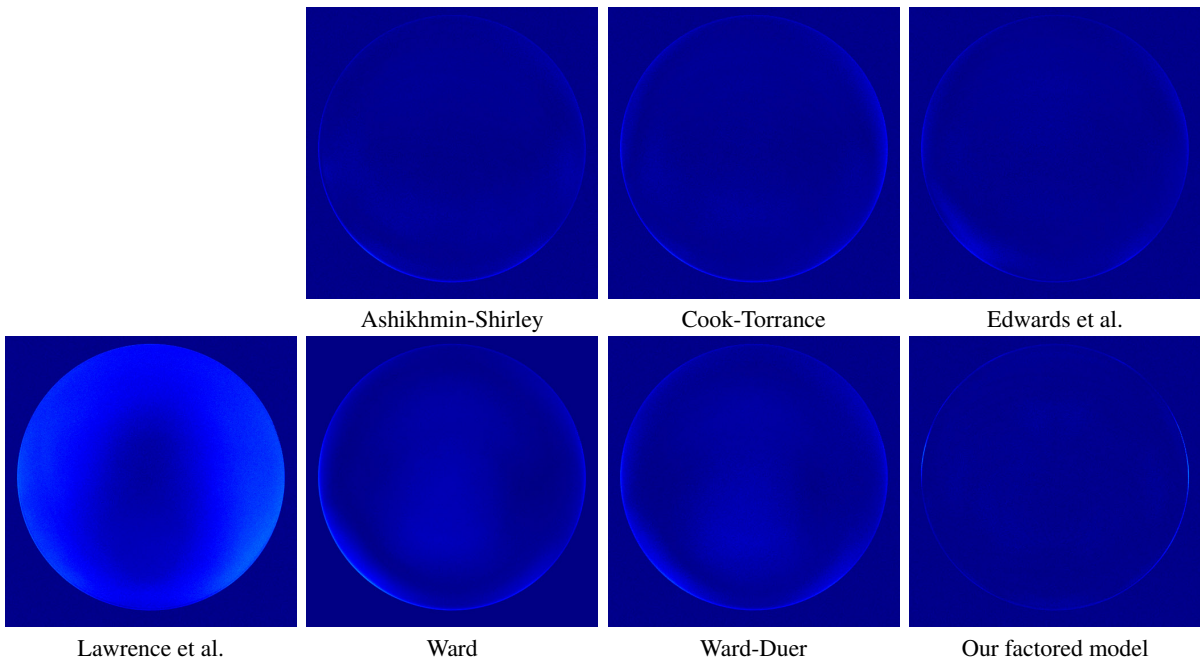 Ashikhmin-Shirley
Cook-Torrance
Edwards et al.
Lawrence et al.
Ward
Ward-Duer
Our factored model